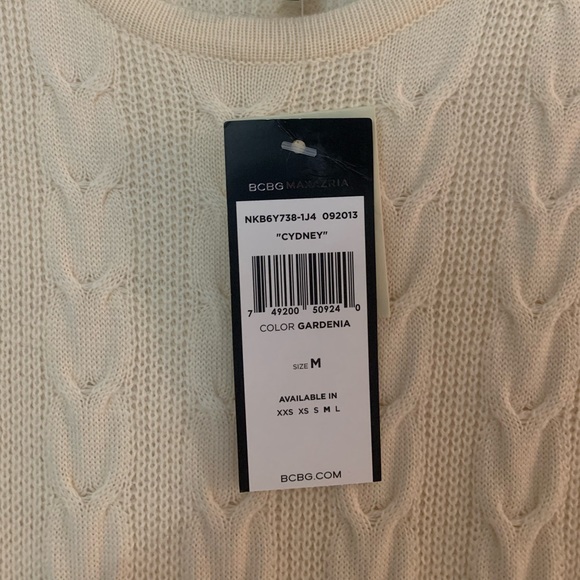 BCBGMAXAZRIA
NKB6Y738-1J4 092013
"CYDNEY"
7 49200 50924 0
COLOR GARDENIA
SIZE M
AVAILABLE IN
XXS XS S M L
BCBG.COM